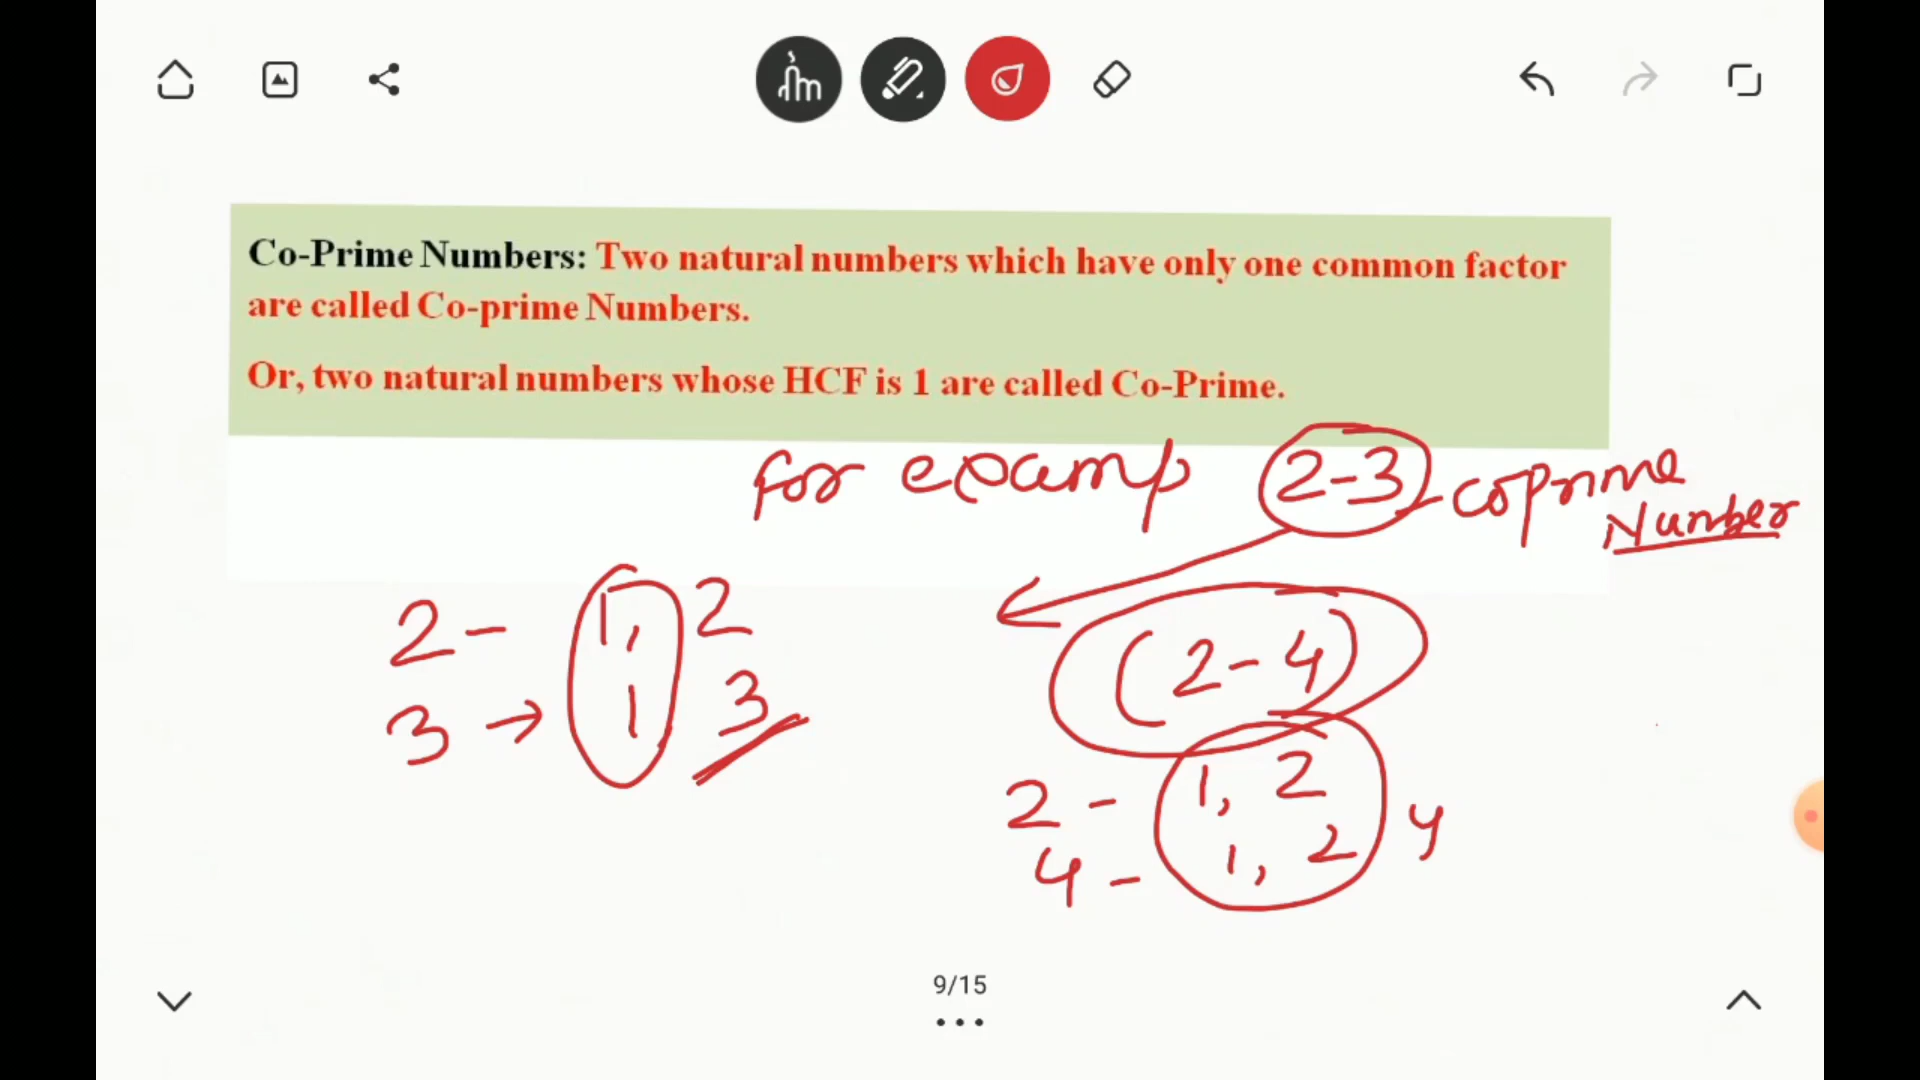 Co-Prime Numbers: Two natural numbers which have only one common factor
are called Co-prime Numbers.
Or, two natural numbers whose HCF is 1 are called Co-Prime.
for examp 2-3 coprime
Number
2 - 1, 2
3 → 1 3
(2-4)
2 - 1, 2
4 - 1, 2 4
9/15